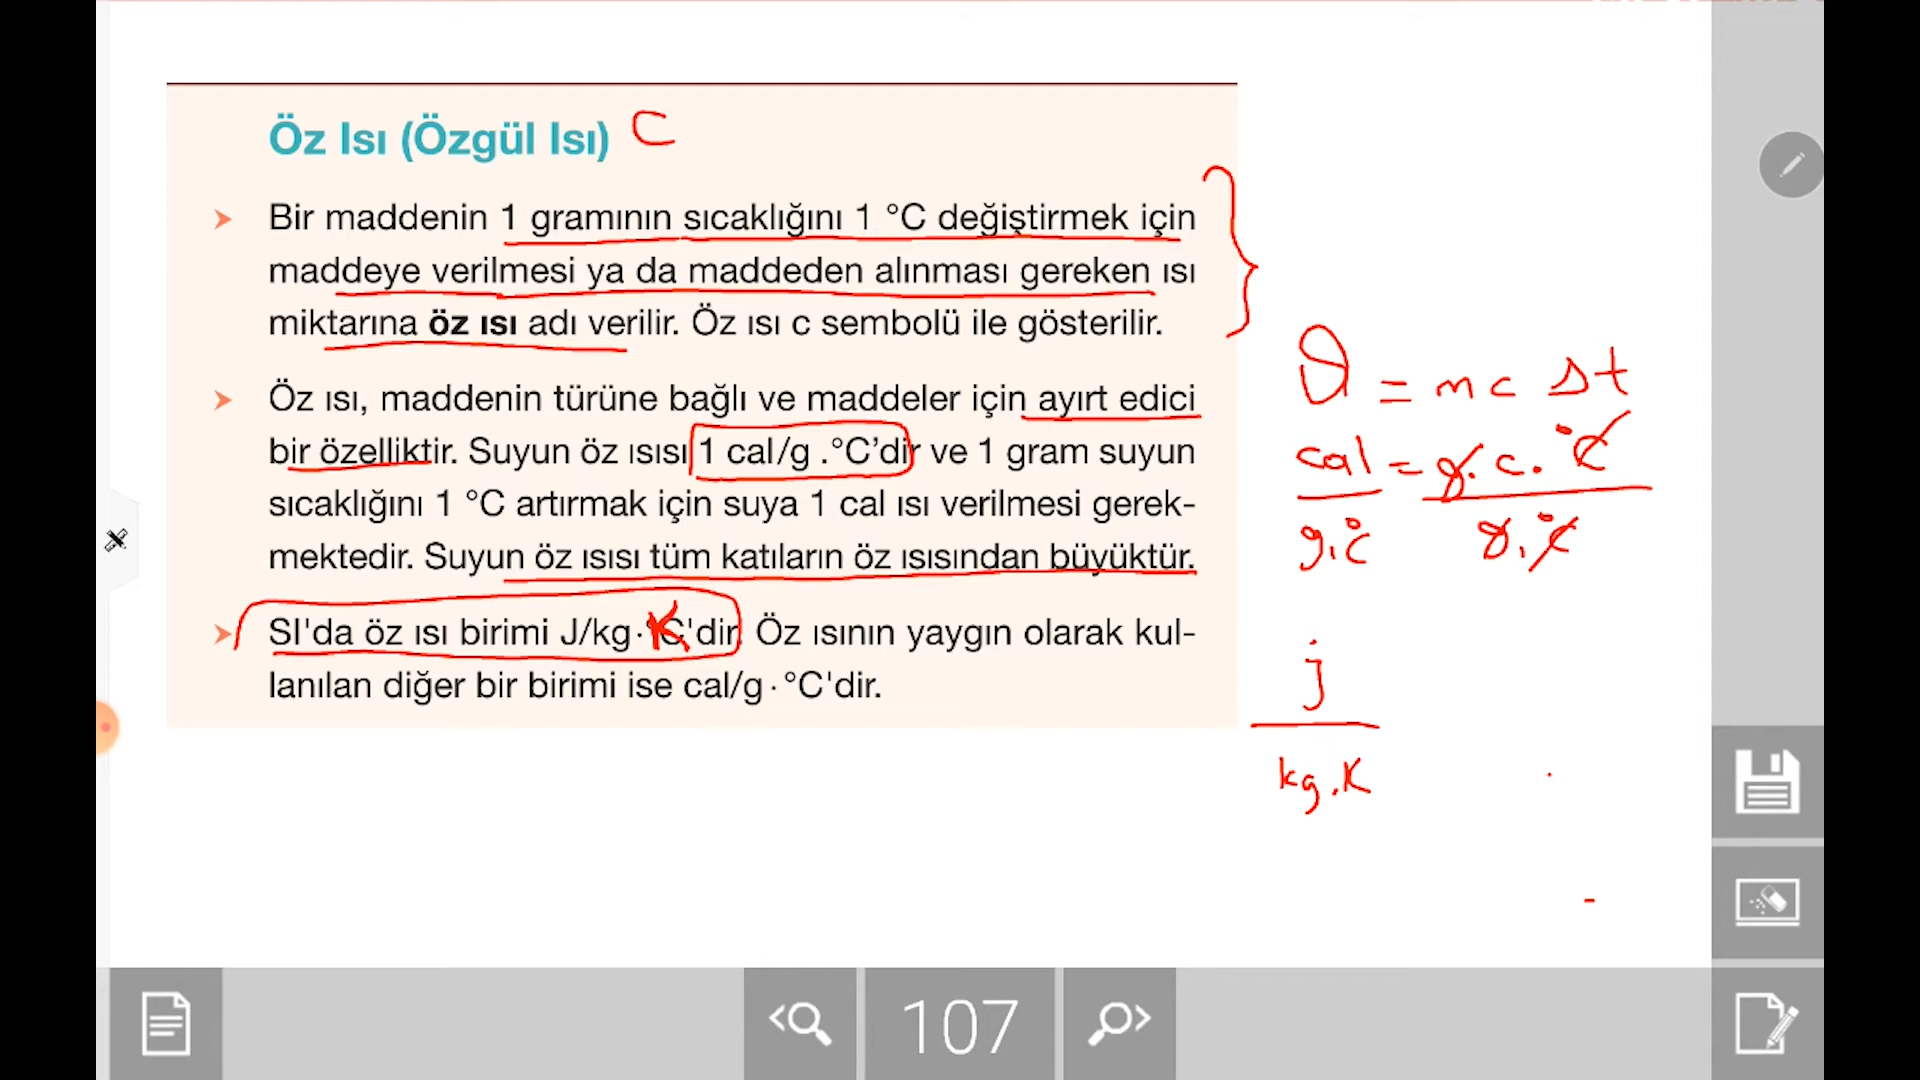 Öz Isı (Özgül Isı) C
➤ Bir maddenin 1 gramının sıcaklığını 1 °C değiştirmek için
maddeye verilmesi ya da maddeden alınması gereken ısı
miktarına öz ısı adı verilir. Öz ısı c sembolü ile gösterilir.
➤ Öz ısı, maddenin türüne bağlı ve maddeler için ayırt edici
bir özelliktir. Suyun öz ısısı 1 cal/g .°C’dir ve 1 gram suyun
sıcaklığını 1 °C artırmak için suya 1 cal ısı verilmesi gerek-
mektedir. Suyun öz ısısı tüm katıların öz ısısından büyüktür.
➤ SI'da öz ısı birimi J/kg·°C'dir. Öz ısının yaygın olarak kul-
lanılan diğer bir birimi ise cal/g·°C'dir.
K
Q = m c Δt
cal = g. c. °C
g. °C g. °C
j
kg. K
107